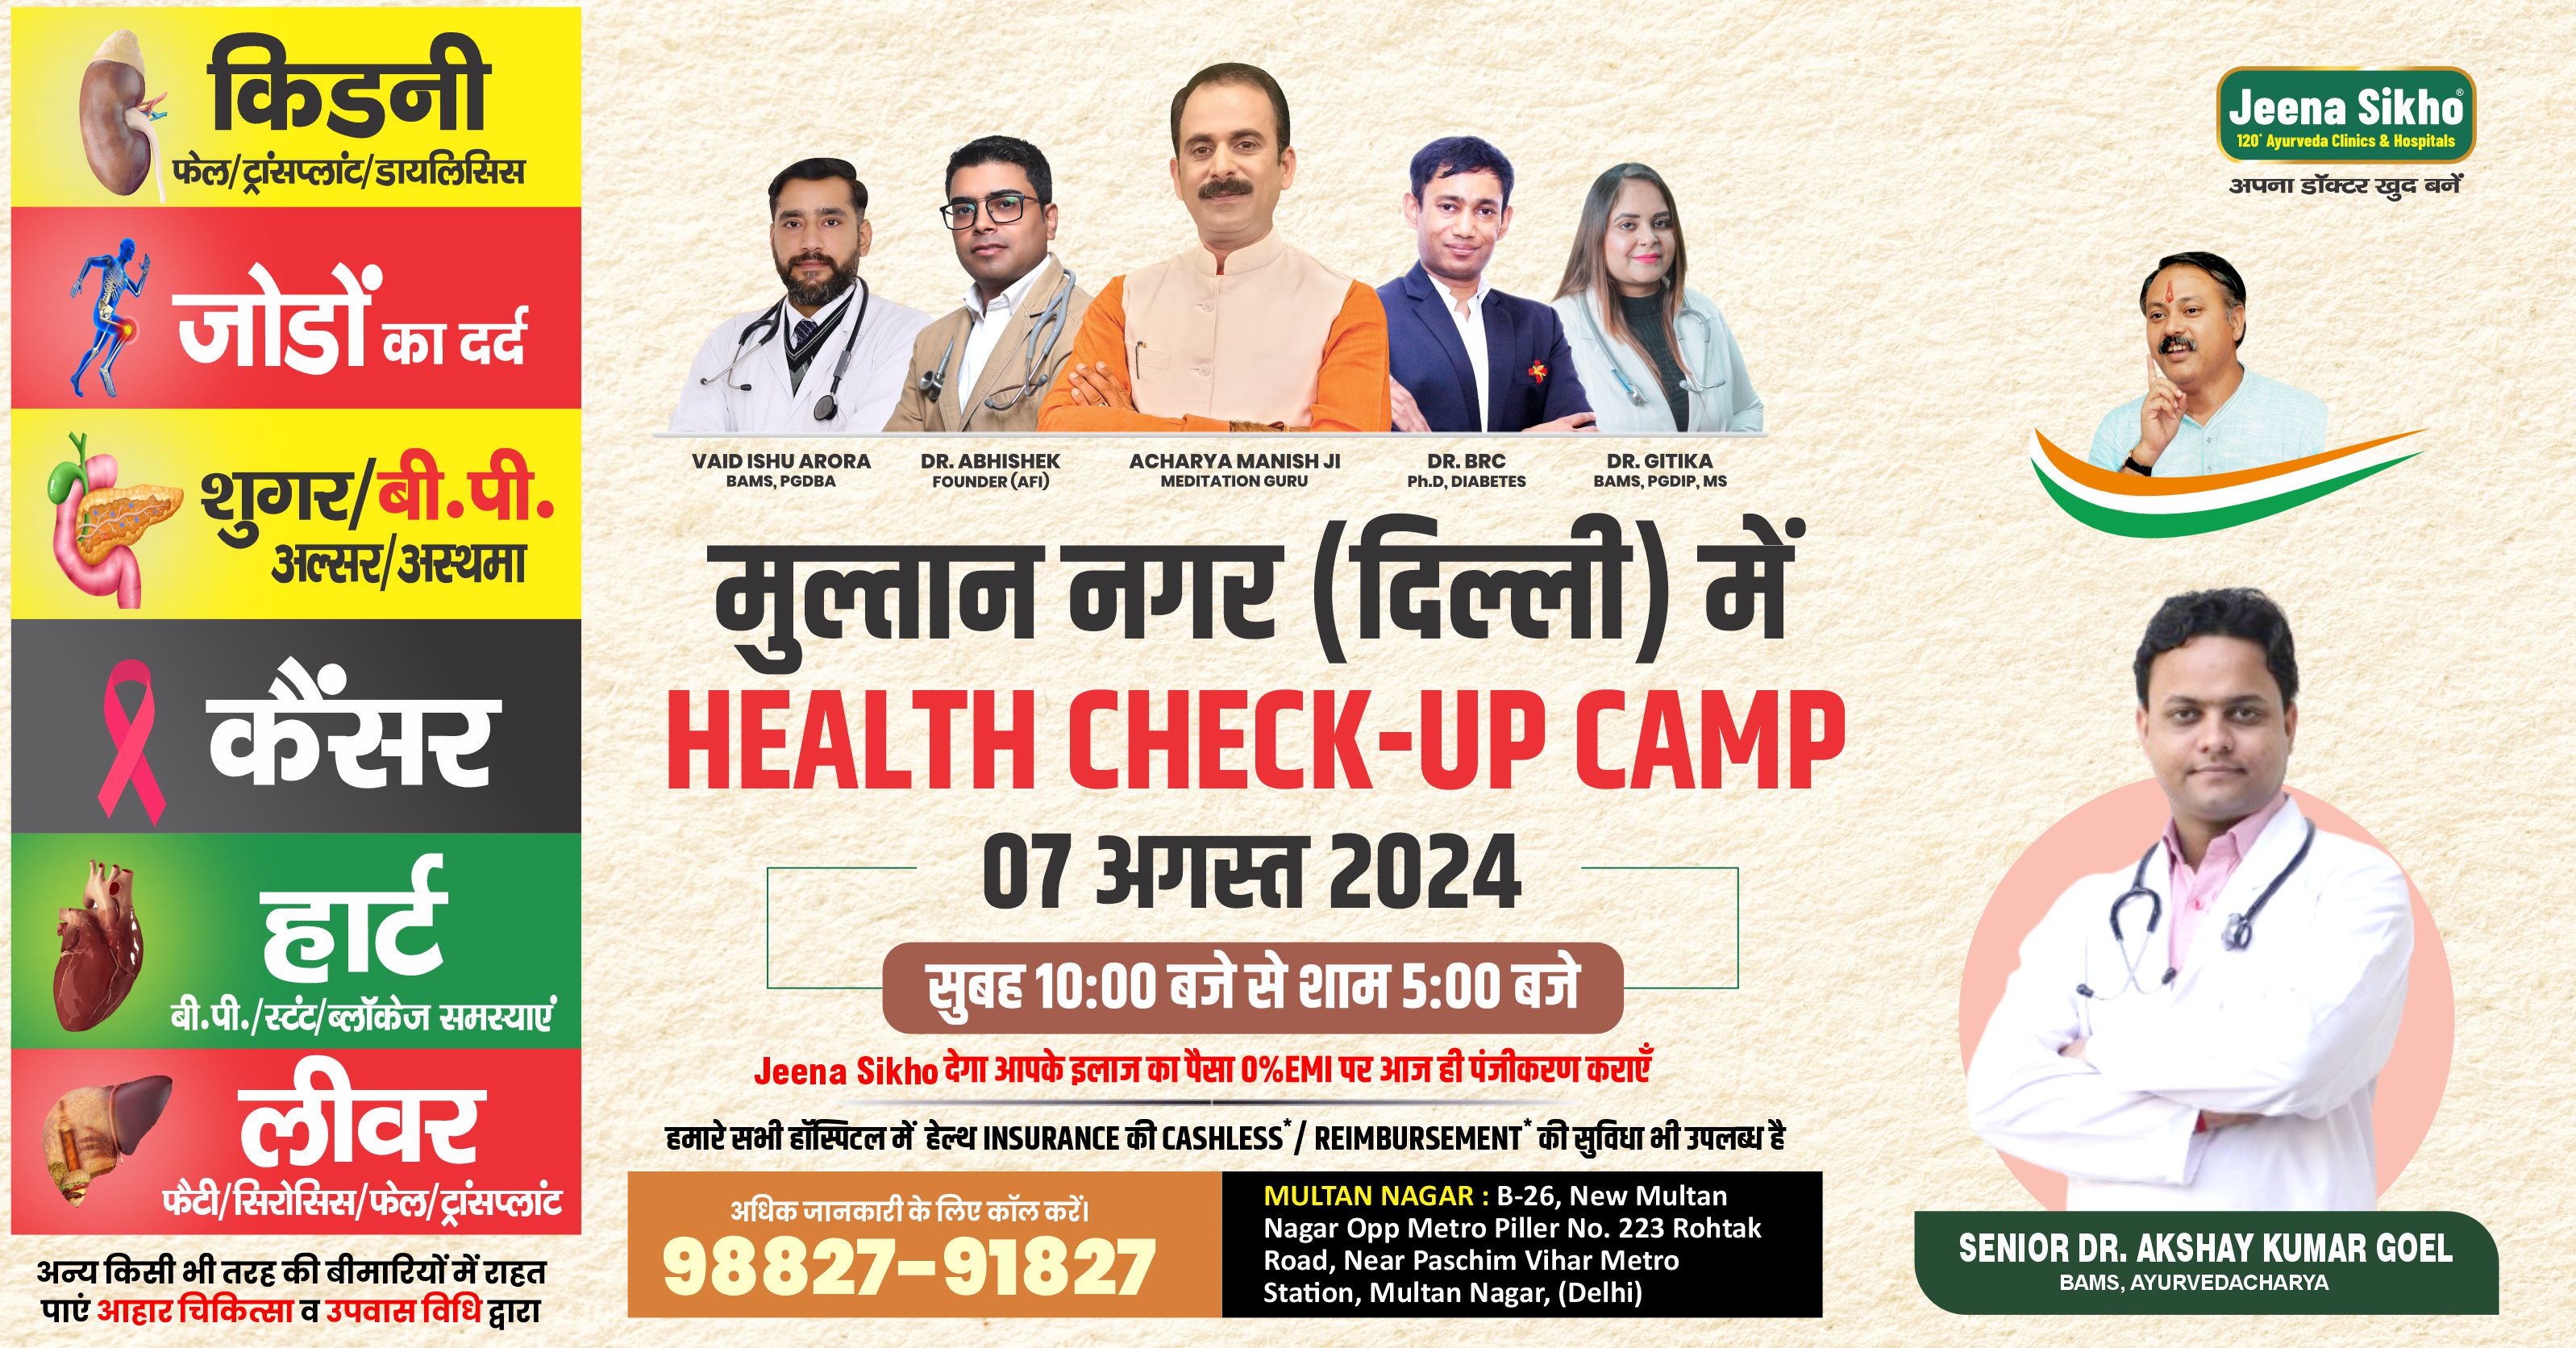 किडनी
फेल/ट्रांसप्लांट/डायलिसिस
जोडों का दर्द
शुगर/बी.पी.
अल्सर/अस्थमा
कैंसर
हार्ट
बी.पी./स्टंट/ब्लॉकेज समस्याएं
लीवर
फैटी/सिरोसिस/फेल/ट्रांसप्लांट
अन्य किसी भी तरह की बीमारियों में राहत
पाएं आहार चिकित्सा व उपवास विधि द्वारा
VAID ISHU ARORA
BAMS, PGDBA
DR. ABHISHEK
FOUNDER (AFI)
ACHARYA MANISH JI
MEDITATION GURU
DR. BRC
Ph.D, DIABETES
DR. GITIKA
BAMS, PGDIP, MS
मुल्तान नगर (दिल्ली) में
HEALTH CHECK-UP CAMP
07 अगस्त 2024
सुबह 10:00 बजे से शाम 5:00 बजे
Jeena Sikho देगा आपके इलाज का पैसा 0%EMI पर आज ही पंजीकरण कराएँ
हमारे सभी हॉस्पिटल में हेल्थ INSURANCE की CASHLESS*/ REIMBURSEMENT* की सुविधा भी उपलब्ध है
अधिक जानकारी के लिए कॉल करें।
98827-91827
MULTAN NAGAR : B-26, New Multan
Nagar Opp Metro Piller No. 223 Rohtak
Road, Near Paschim Vihar Metro
Station, Multan Nagar, (Delhi)
Jeena Sikho®
120+ Ayurveda Clinics & Hospitals
अपना डॉक्टर खुद बनें
SENIOR DR. AKSHAY KUMAR GOEL
BAMS, AYURVEDACHARYA